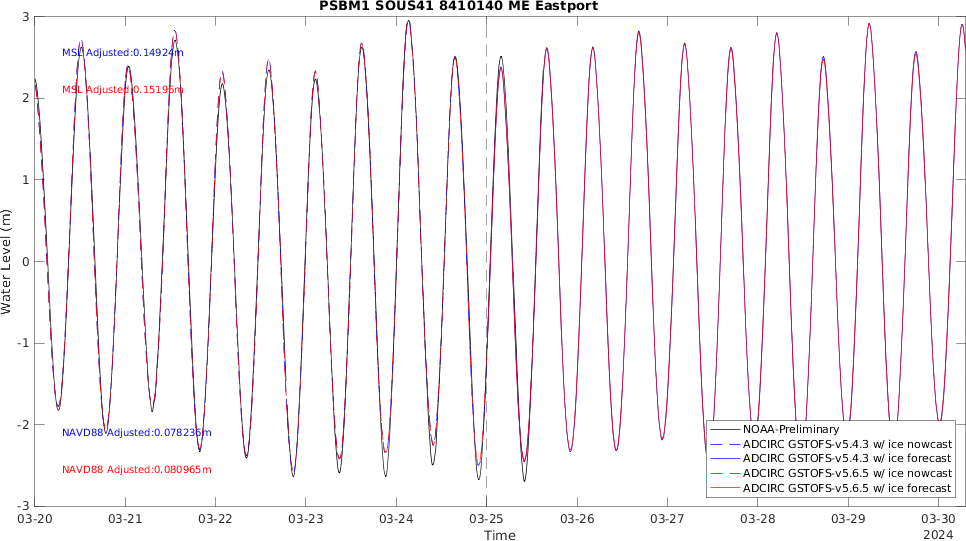 PSBM1 SOUS41 8410140 ME Eastport
3
2
1
0
-1
-2
-3
Water Level (m)
MSL Adjusted:0.14924m
MSL Adjusted:0.15196m
NAVD88 Adjusted:0.078236m
NAVD88 Adjusted:0.080965m
NOAA-Preliminary
ADCIRC GSTOFS-v5.4.3 w/ ice nowcast
ADCIRC GSTOFS-v5.4.3 w/ ice forecast
ADCIRC GSTOFS-v5.6.5 w/ ice nowcast
ADCIRC GSTOFS-v5.6.5 w/ ice forecast
03-20 03-21 03-22 03-23 03-24 03-25 03-26 03-27 03-28 03-29 03-30
Time
2024